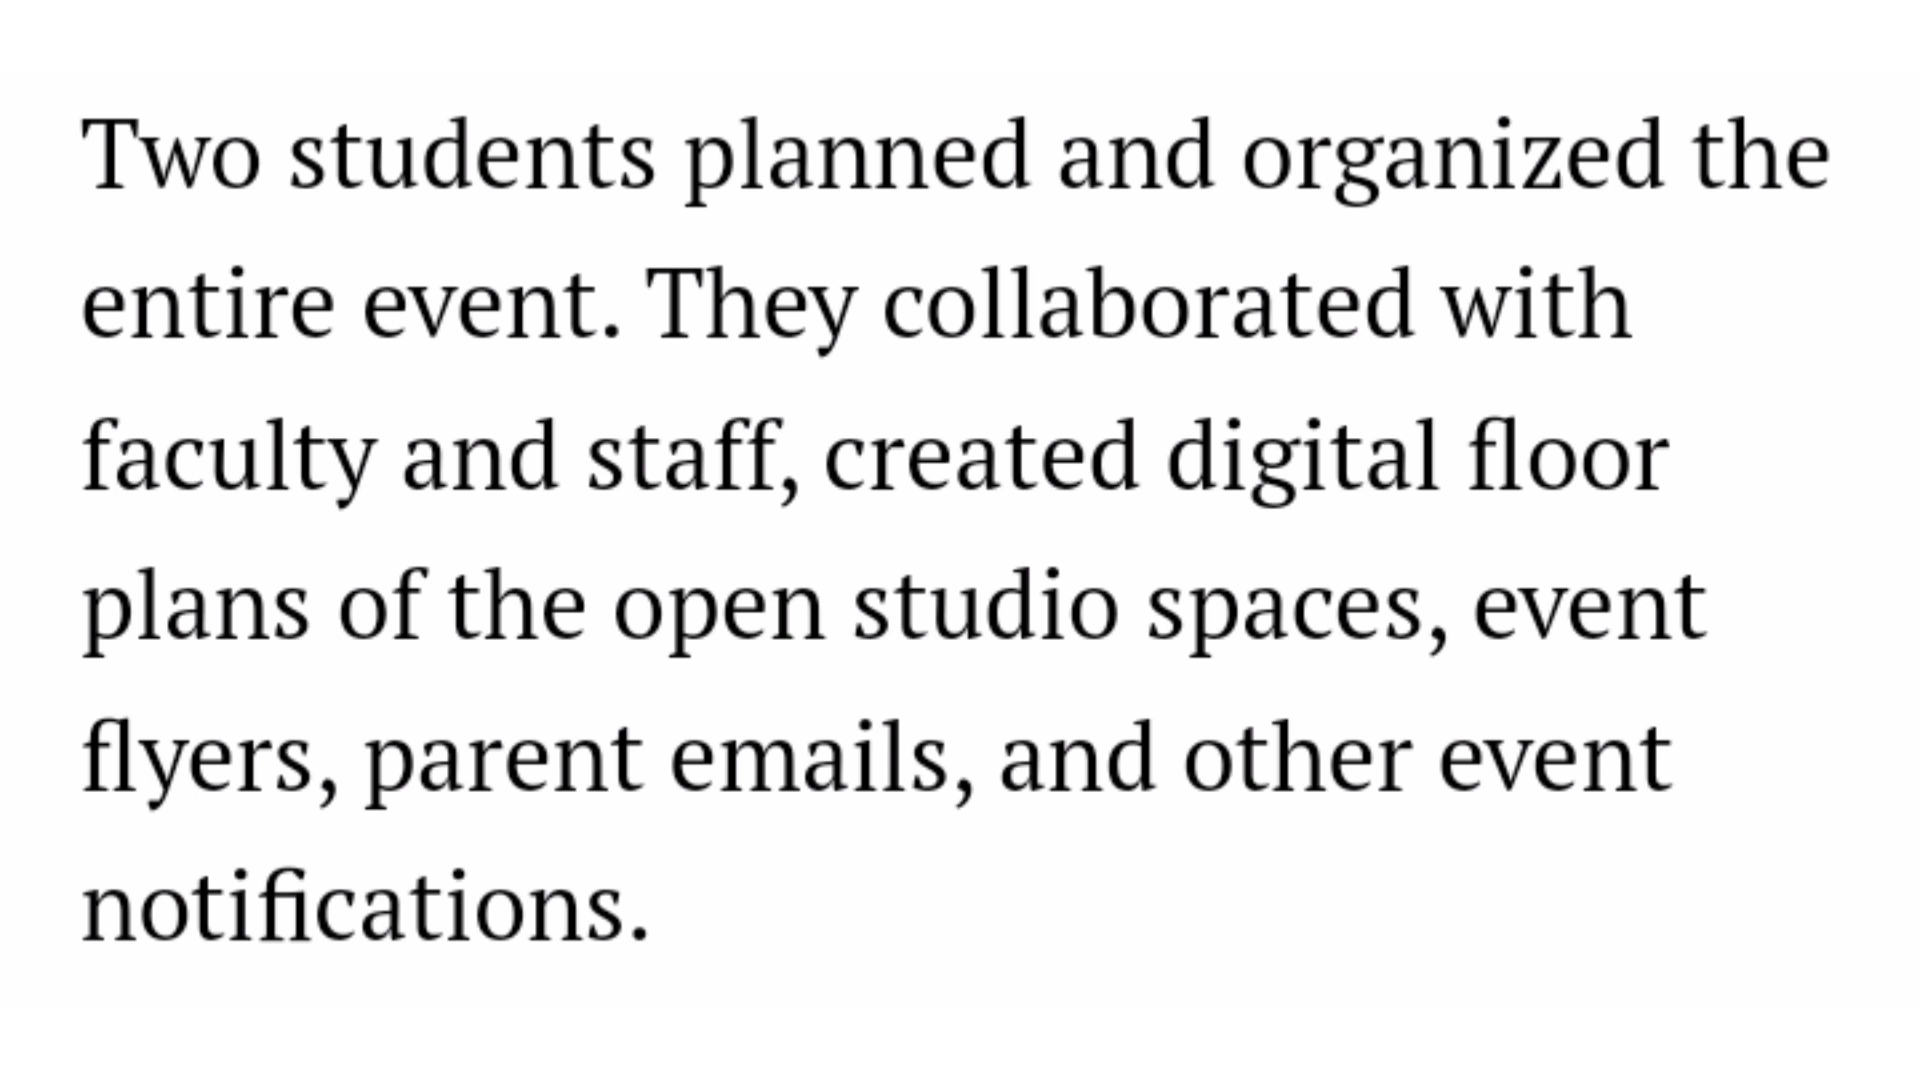 Two students planned and organized the
entire event. They collaborated with
faculty and staff, created digital floor
plans of the open studio spaces, event
flyers, parent emails, and other event
notifications.